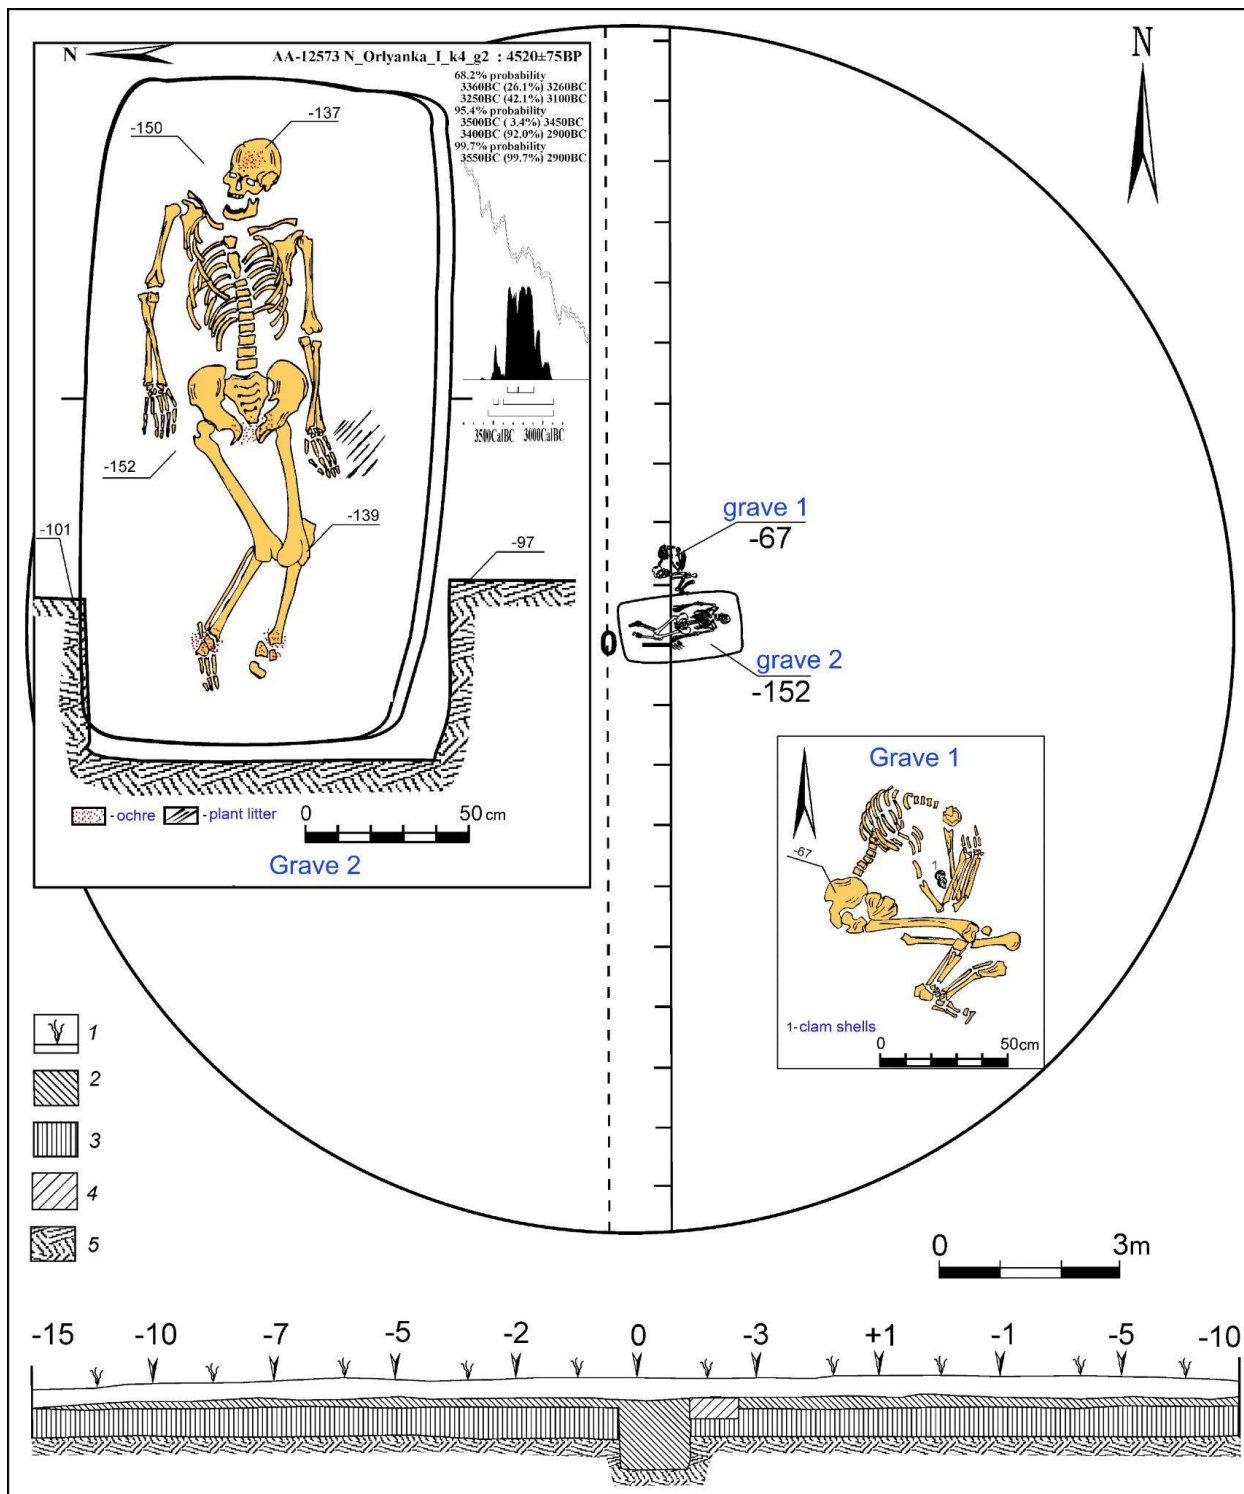 N
AA-12573 N_Orlyanka_I_k4_g2 : 4520±75BP
68.2% probability
3360BC (26.1%) 3260BC
3250BC (42.1%) 3100BC
95.4% probability
3500BC ( 3.4%) 3450BC
3400BC (92.0%) 2900BC
99.7% probability
3550BC (99.7%) 2900BC
-150
-137
3500CalBC 3000CalBC
-152
-139
-101
-97
- ochre
- plant litter
0 50 cm
Grave 2
N
grave 1
-67
0
grave 2
-152
Grave 1
-67
1
1- clam shells
0 50cm
1
2
3
4
5
0 3m
-15 -10 -7 -5 -2 0 -3 +1 -1 -5 -10